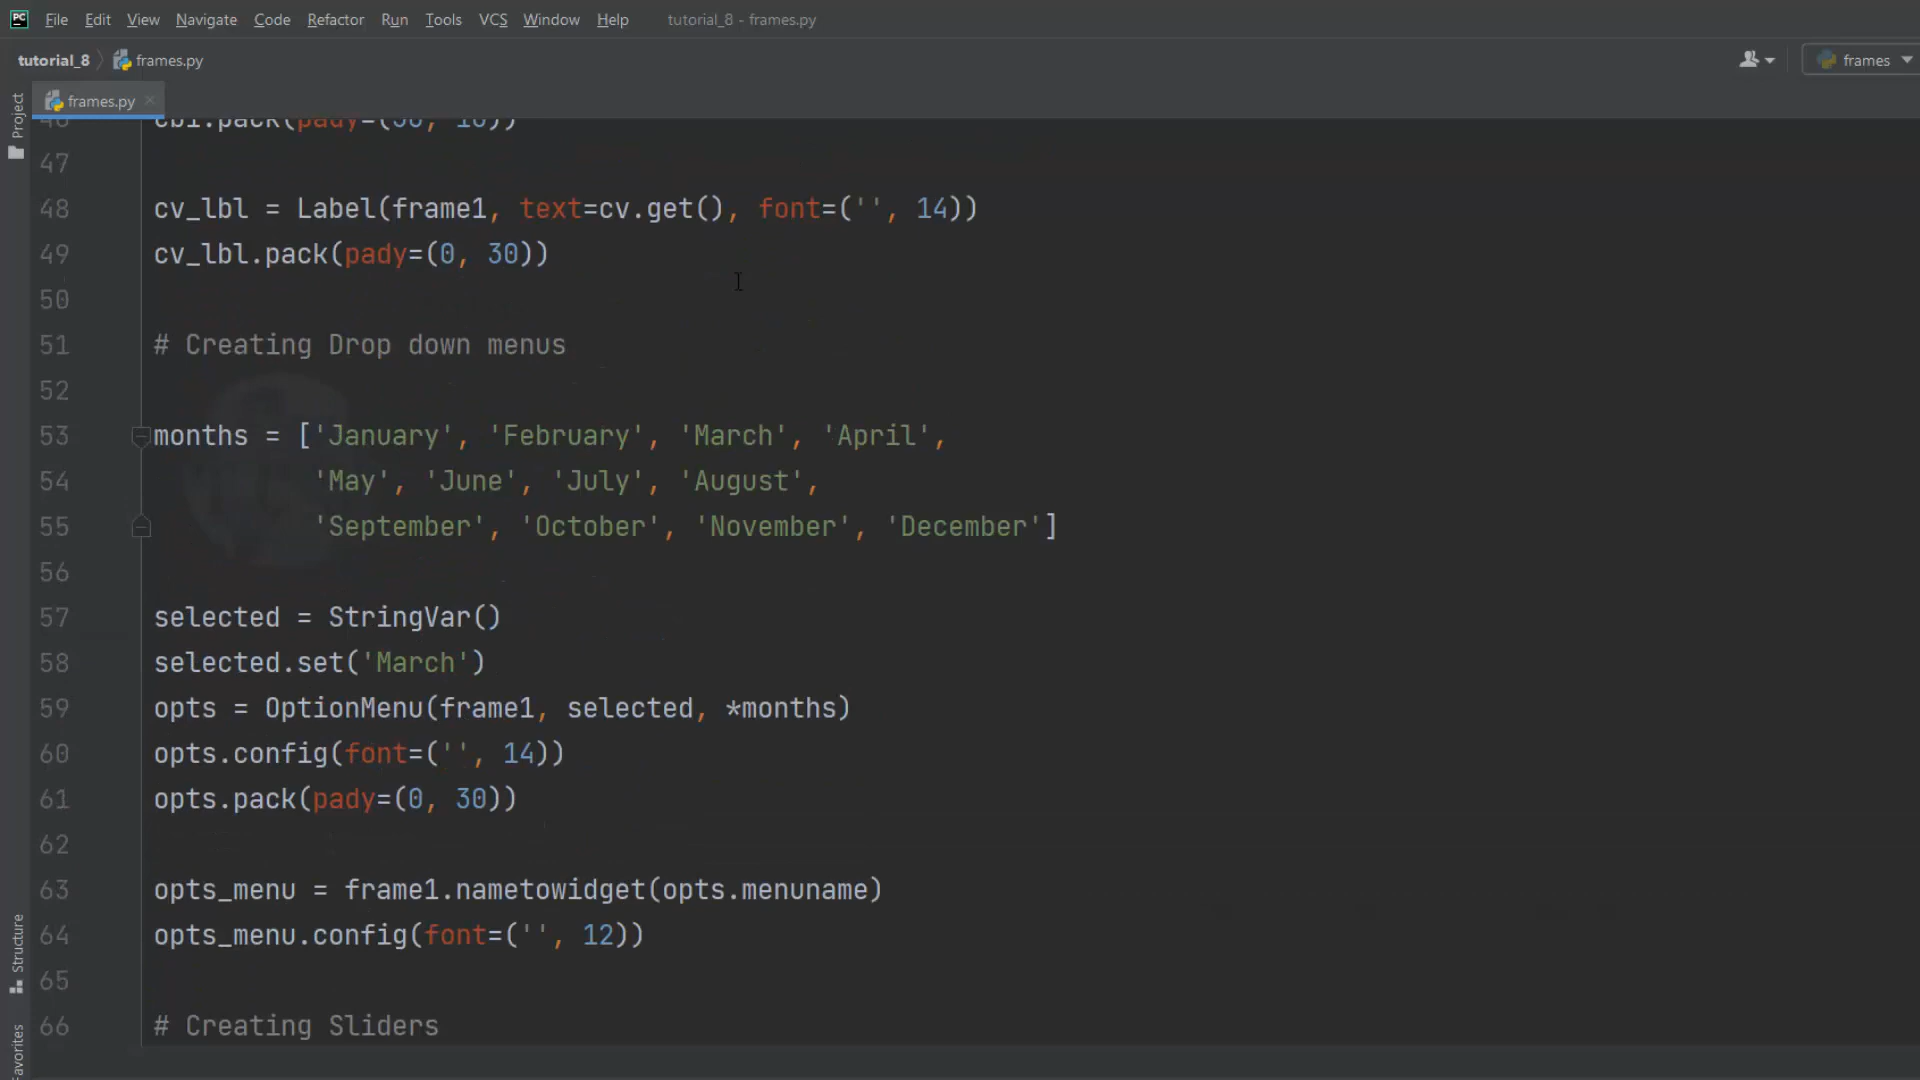 PC File Edit View Navigate Code Refactor Run Tools VCS Window Help tutorial_8 - frames.py
tutorial_8 frames.py frames
frames.py
Project
46 cb1.pack(pady=(30, 10))
47
48 cv_lbl = Label(frame1, text=cv.get(), font=('', 14))
49 cv_lbl.pack(pady=(0, 30))
50
51 # Creating Drop down menus
52
53 months = ['January', 'February', 'March', 'April',
54 'May', 'June', 'July', 'August',
55 'September', 'October', 'November', 'December']
56
57 selected = StringVar()
58 selected.set('March')
59 opts = OptionMenu(frame1, selected, *months)
60 opts.config(font=('', 14))
61 opts.pack(pady=(0, 30))
62
63 opts_menu = frame1.nametowidget(opts.menuname)
64 opts_menu.config(font=('', 12))
65
66 # Creating Sliders
Structure
Favorites